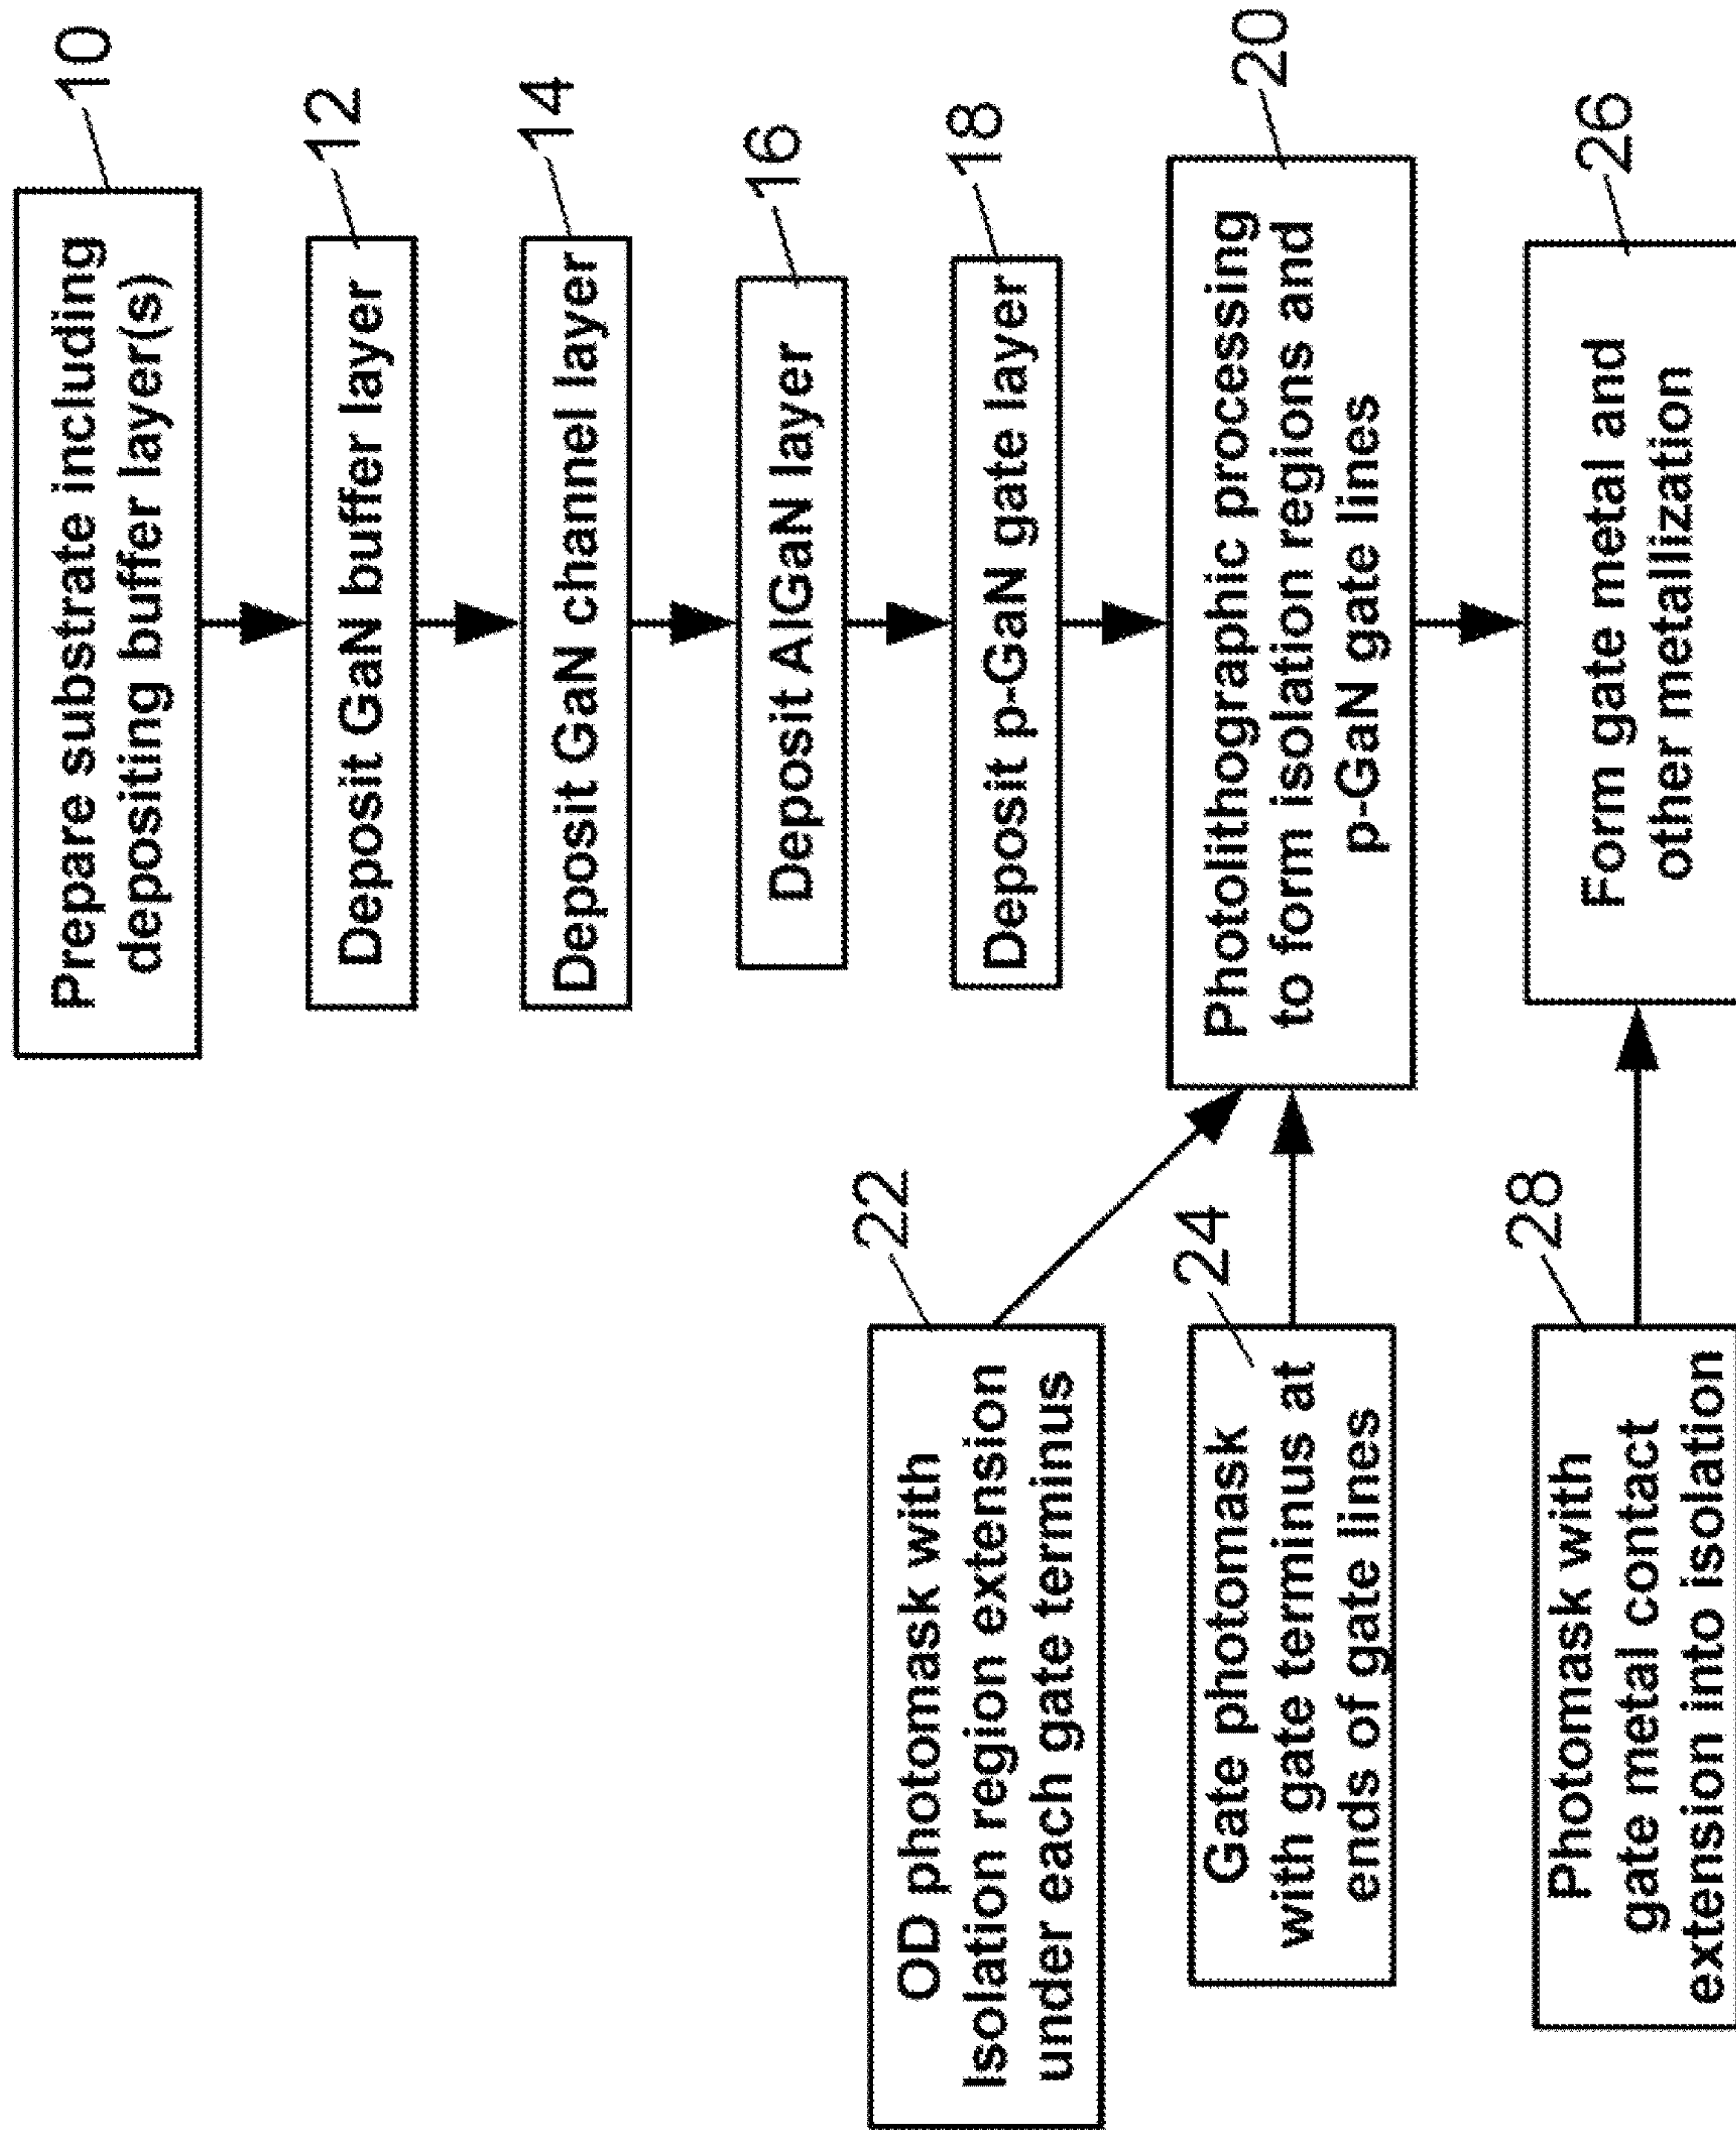 Prepare substrate including
depositing buffer layer(s)
10
Deposit GaN buffer layer
12
Deposit GaN channel layer
14
Deposit AlGaN layer
16
Deposit p-GaN gate layer
18
Photolithographic processing
to form isolation regions and
p-GaN gate lines
20
OD photomask with
Isolation region extension
under each gate terminus
22
Gate photomask
with gate terminus at
ends of gate lines
24
Form gate metal and
other metallization
26
Photomask with
gate metal contact
extension into isolation
28